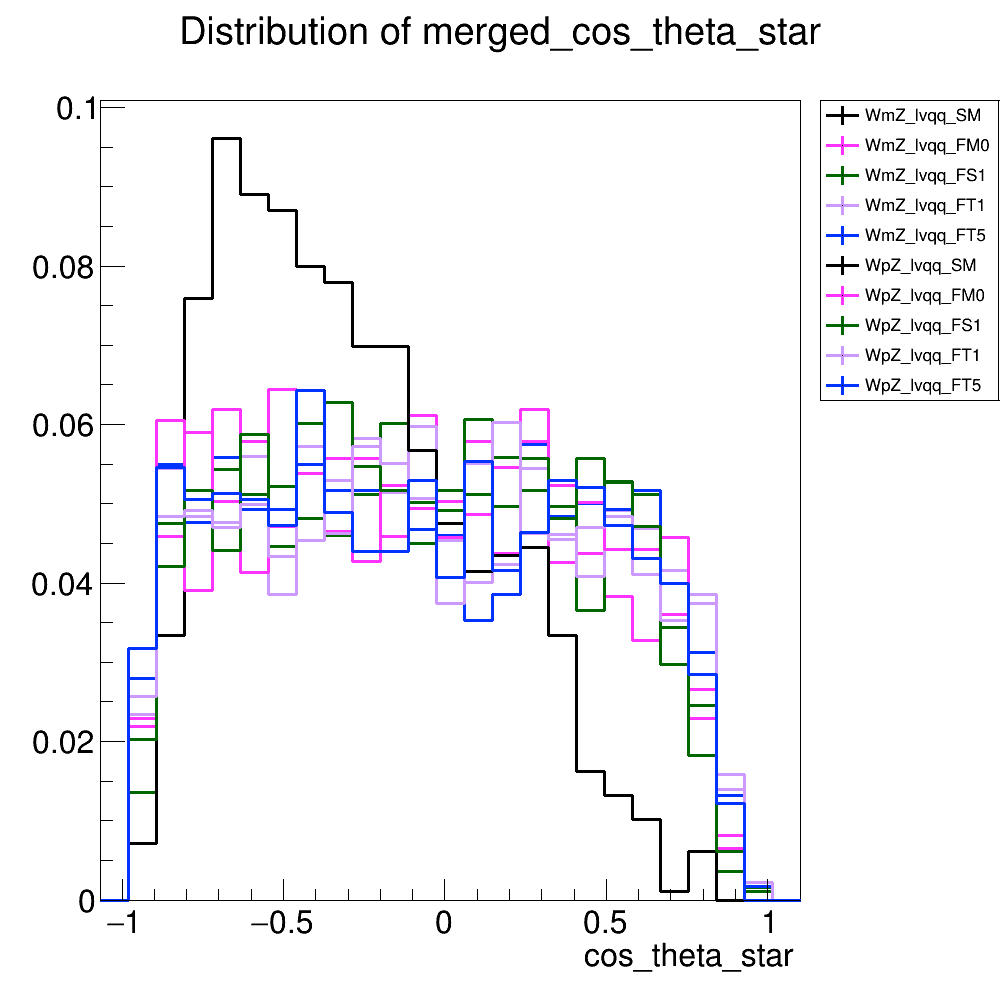 Distribution of merged_cos_theta_star
0.1
0.08
0.06
0.04
0.02
0
−1
−0.5
0
0.5
1
cos_theta_star
WmZ_lvqq_SM
WmZ_lvqq_FM0
WmZ_lvqq_FS1
WmZ_lvqq_FT1
WmZ_lvqq_FT5
WpZ_lvqq_SM
WpZ_lvqq_FM0
WpZ_lvqq_FS1
WpZ_lvqq_FT1
WpZ_lvqq_FT5